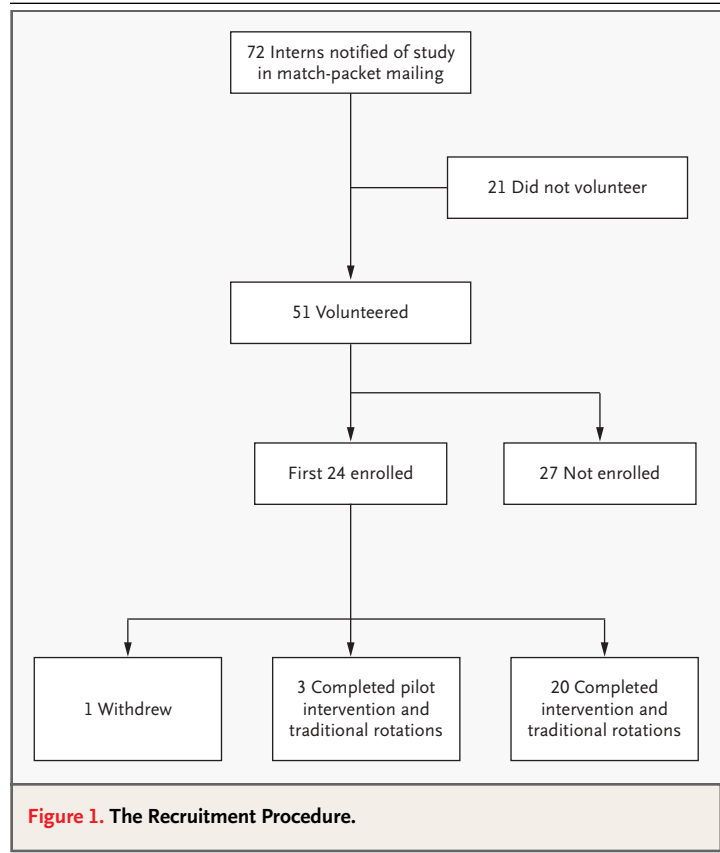 72 Interns notified of study
in match-packet mailing
21 Did not volunteer
51 Volunteered
First 24 enrolled
27 Not enrolled
1 Withdrew
3 Completed pilot
intervention and
traditional rotations
20 Completed
intervention and
traditional rotations
Figure 1. The Recruitment Procedure.